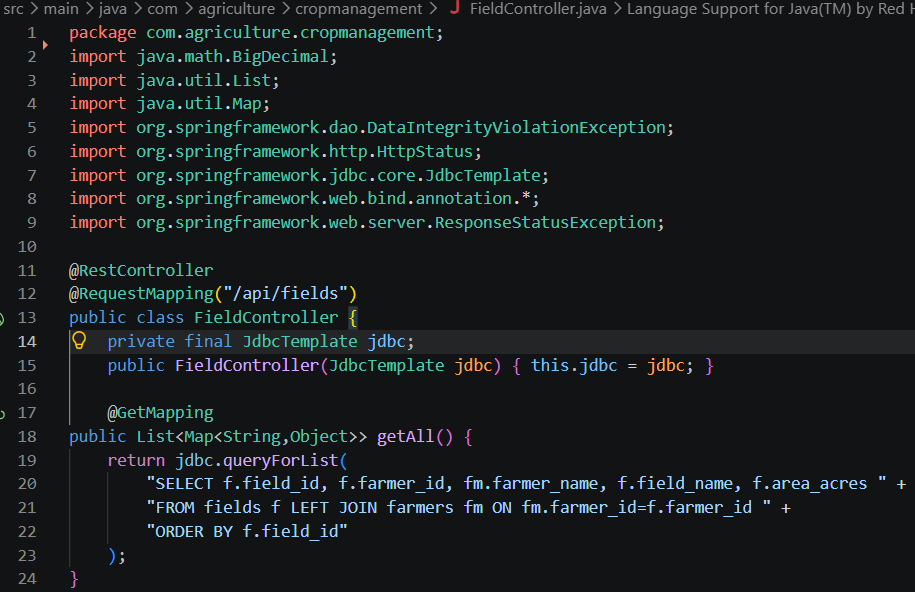 src > main > java > com > agriculture > cropmanagement > J FieldController.java > Language Support for Java(TM) by Red H
1 package com.agriculture.cropmanagement;
2 import java.math.BigDecimal;
3 import java.util.List;
4 import java.util.Map;
5 import org.springframework.dao.DataIntegrityViolationException;
6 import org.springframework.http.HttpStatus;
7 import org.springframework.jdbc.core.JdbcTemplate;
8 import org.springframework.web.bind.annotation.*;
9 import org.springframework.web.server.ResponseStatusException;
10
11 @RestController
12 @RequestMapping("/api/fields")
13 public class FieldController {
14     private final JdbcTemplate jdbc;
15     public FieldController(JdbcTemplate jdbc) { this.jdbc = jdbc; }
16
17     @GetMapping
18 public List<Map<String,Object>> getAll() {
19     return jdbc.queryForList(
20         "SELECT f.field_id, f.farmer_id, fm.farmer_name, f.field_name, f.area_acres " +
21         "FROM fields f LEFT JOIN farmers fm ON fm.farmer_id=f.farmer_id " +
22         "ORDER BY f.field_id"
23     );
24 }